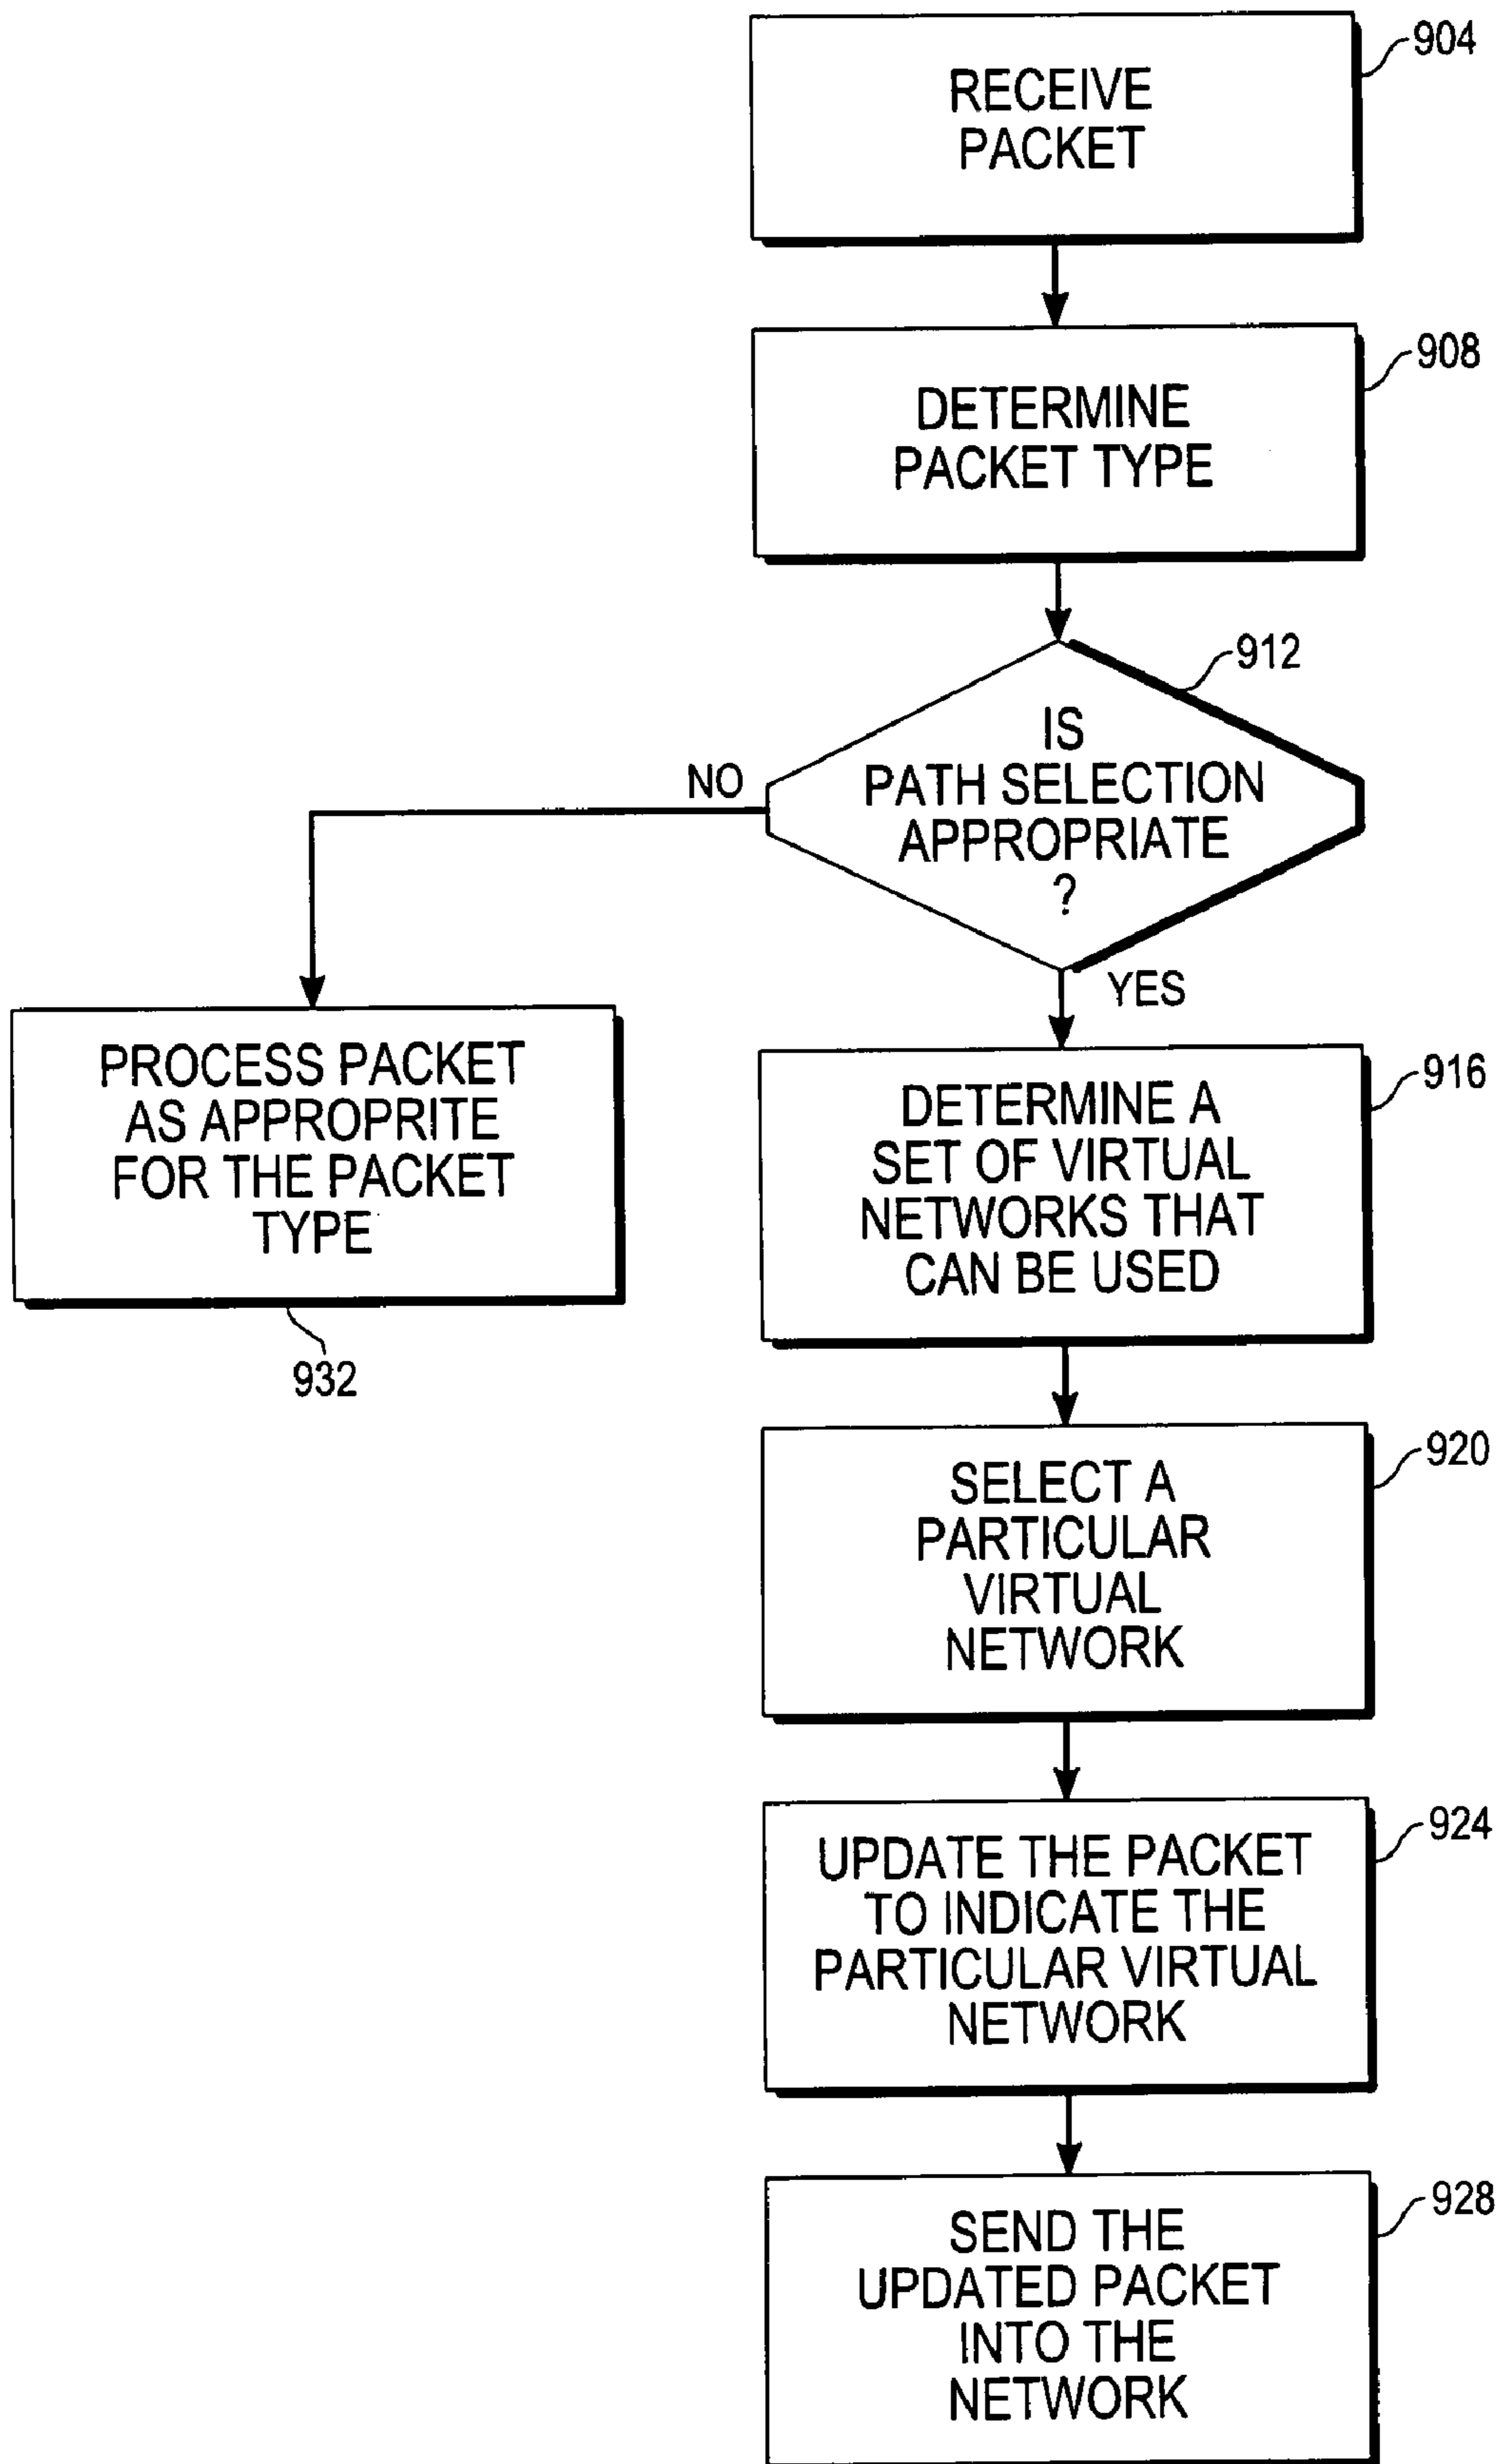 904
RECEIVE
PACKET
908
DETERMINE
PACKET TYPE
912
IS
PATH SELECTION
APPROPRIATE
?
NO
YES
PROCESS PACKET
AS APPROPRITE
FOR THE PACKET
TYPE
932
916
DETERMINE A
SET OF VIRTUAL
NETWORKS THAT
CAN BE USED
920
SELECT A
PARTICULAR
VIRTUAL
NETWORK
924
UPDATE THE PACKET
TO INDICATE THE
PARTICULAR VIRTUAL
NETWORK
928
SEND THE
UPDATED PACKET
INTO THE
NETWORK